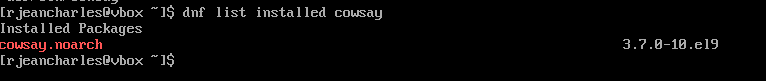 [rjeancharles@vbox ~]$ dnf list installed cowsay
Installed Packages
cowsay.noarch 3.7.0-10.el9
[rjeancharles@vbox ~]$